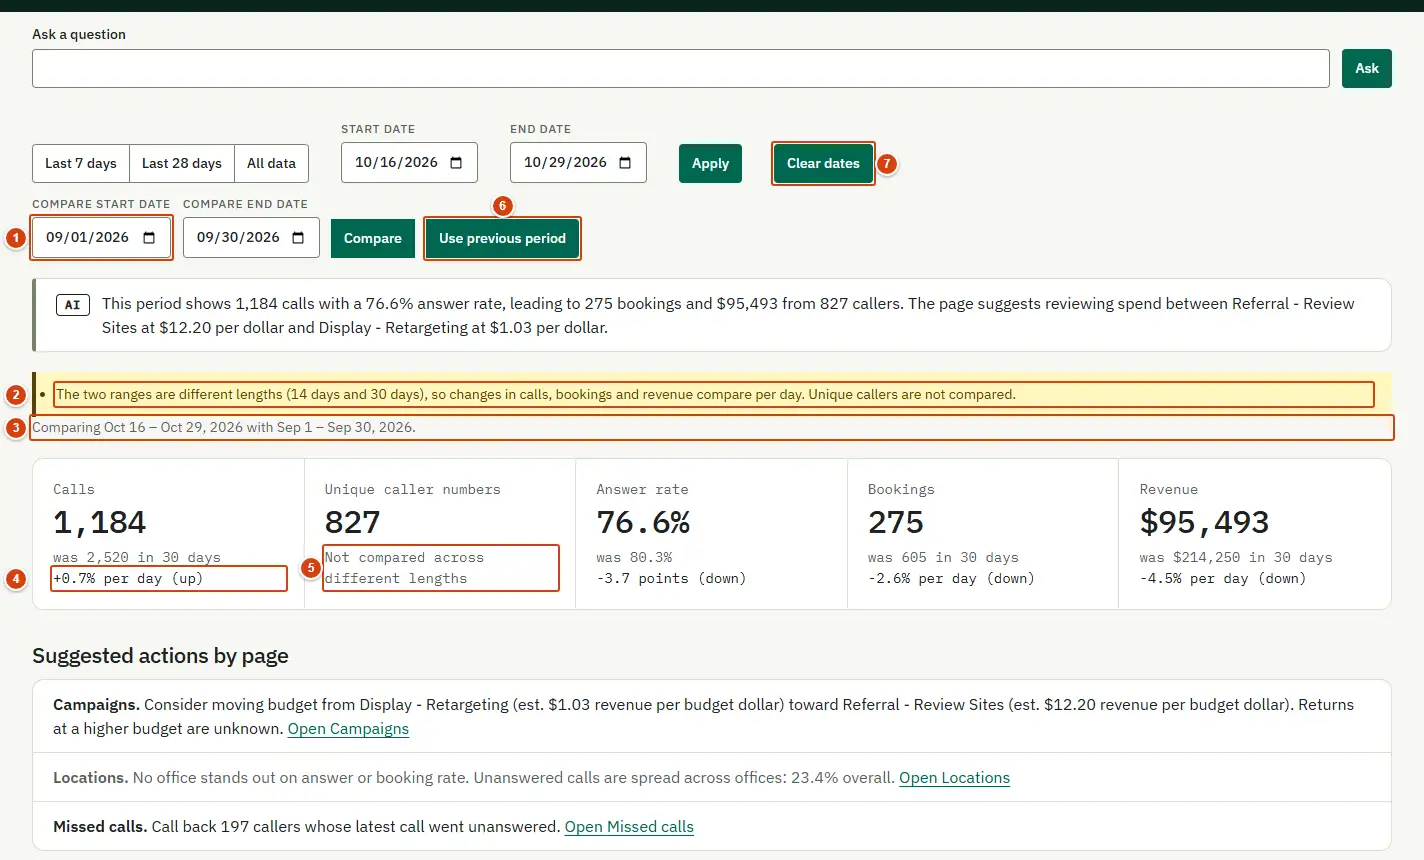 Ask a question
Ask
Last 7 days
Last 28 days
All data
START DATE
10/16/2026
END DATE
10/29/2026
Apply
Clear dates
7
COMPARE START DATE
COMPARE END DATE
6
1
09/01/2026
09/30/2026
Compare
Use previous period
AI
This period shows 1,184 calls with a 76.6% answer rate, leading to 275 bookings and $95,493 from 827 callers. The page suggests reviewing spend between Referral - Review
Sites at $12.20 per dollar and Display - Retargeting at $1.03 per dollar.
2
• The two ranges are different lengths (14 days and 30 days), so changes in calls, bookings and revenue compare per day. Unique callers are not compared.
3
Comparing Oct 16 – Oct 29, 2026 with Sep 1 – Sep 30, 2026.
Calls
1,184
was 2,520 in 30 days
4
+0.7% per day (up)
Unique caller numbers
827
5
Not compared across
different lengths
Answer rate
76.6%
was 80.3%
-3.7 points (down)
Bookings
275
was 605 in 30 days
-2.6% per day (down)
Revenue
$95,493
was $214,250 in 30 days
-4.5% per day (down)
Suggested actions by page
Campaigns. Consider moving budget from Display - Retargeting (est. $1.03 revenue per budget dollar) toward Referral - Review Sites (est. $12.20 revenue per budget dollar). Returns
at a higher budget are unknown. Open Campaigns
Locations. No office stands out on answer or booking rate. Unanswered calls are spread across offices: 23.4% overall. Open Locations
Missed calls. Call back 197 callers whose latest call went unanswered. Open Missed calls